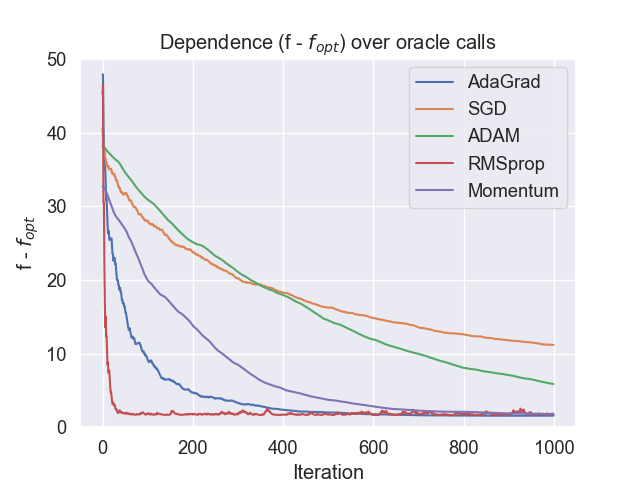 Dependence (f - f_opt) over oracle calls
AdaGrad
SGD
ADAM
RMSprop
Momentum
f - f_opt
50
40
30
20
10
0
0 200 400 600 800 1000
Iteration